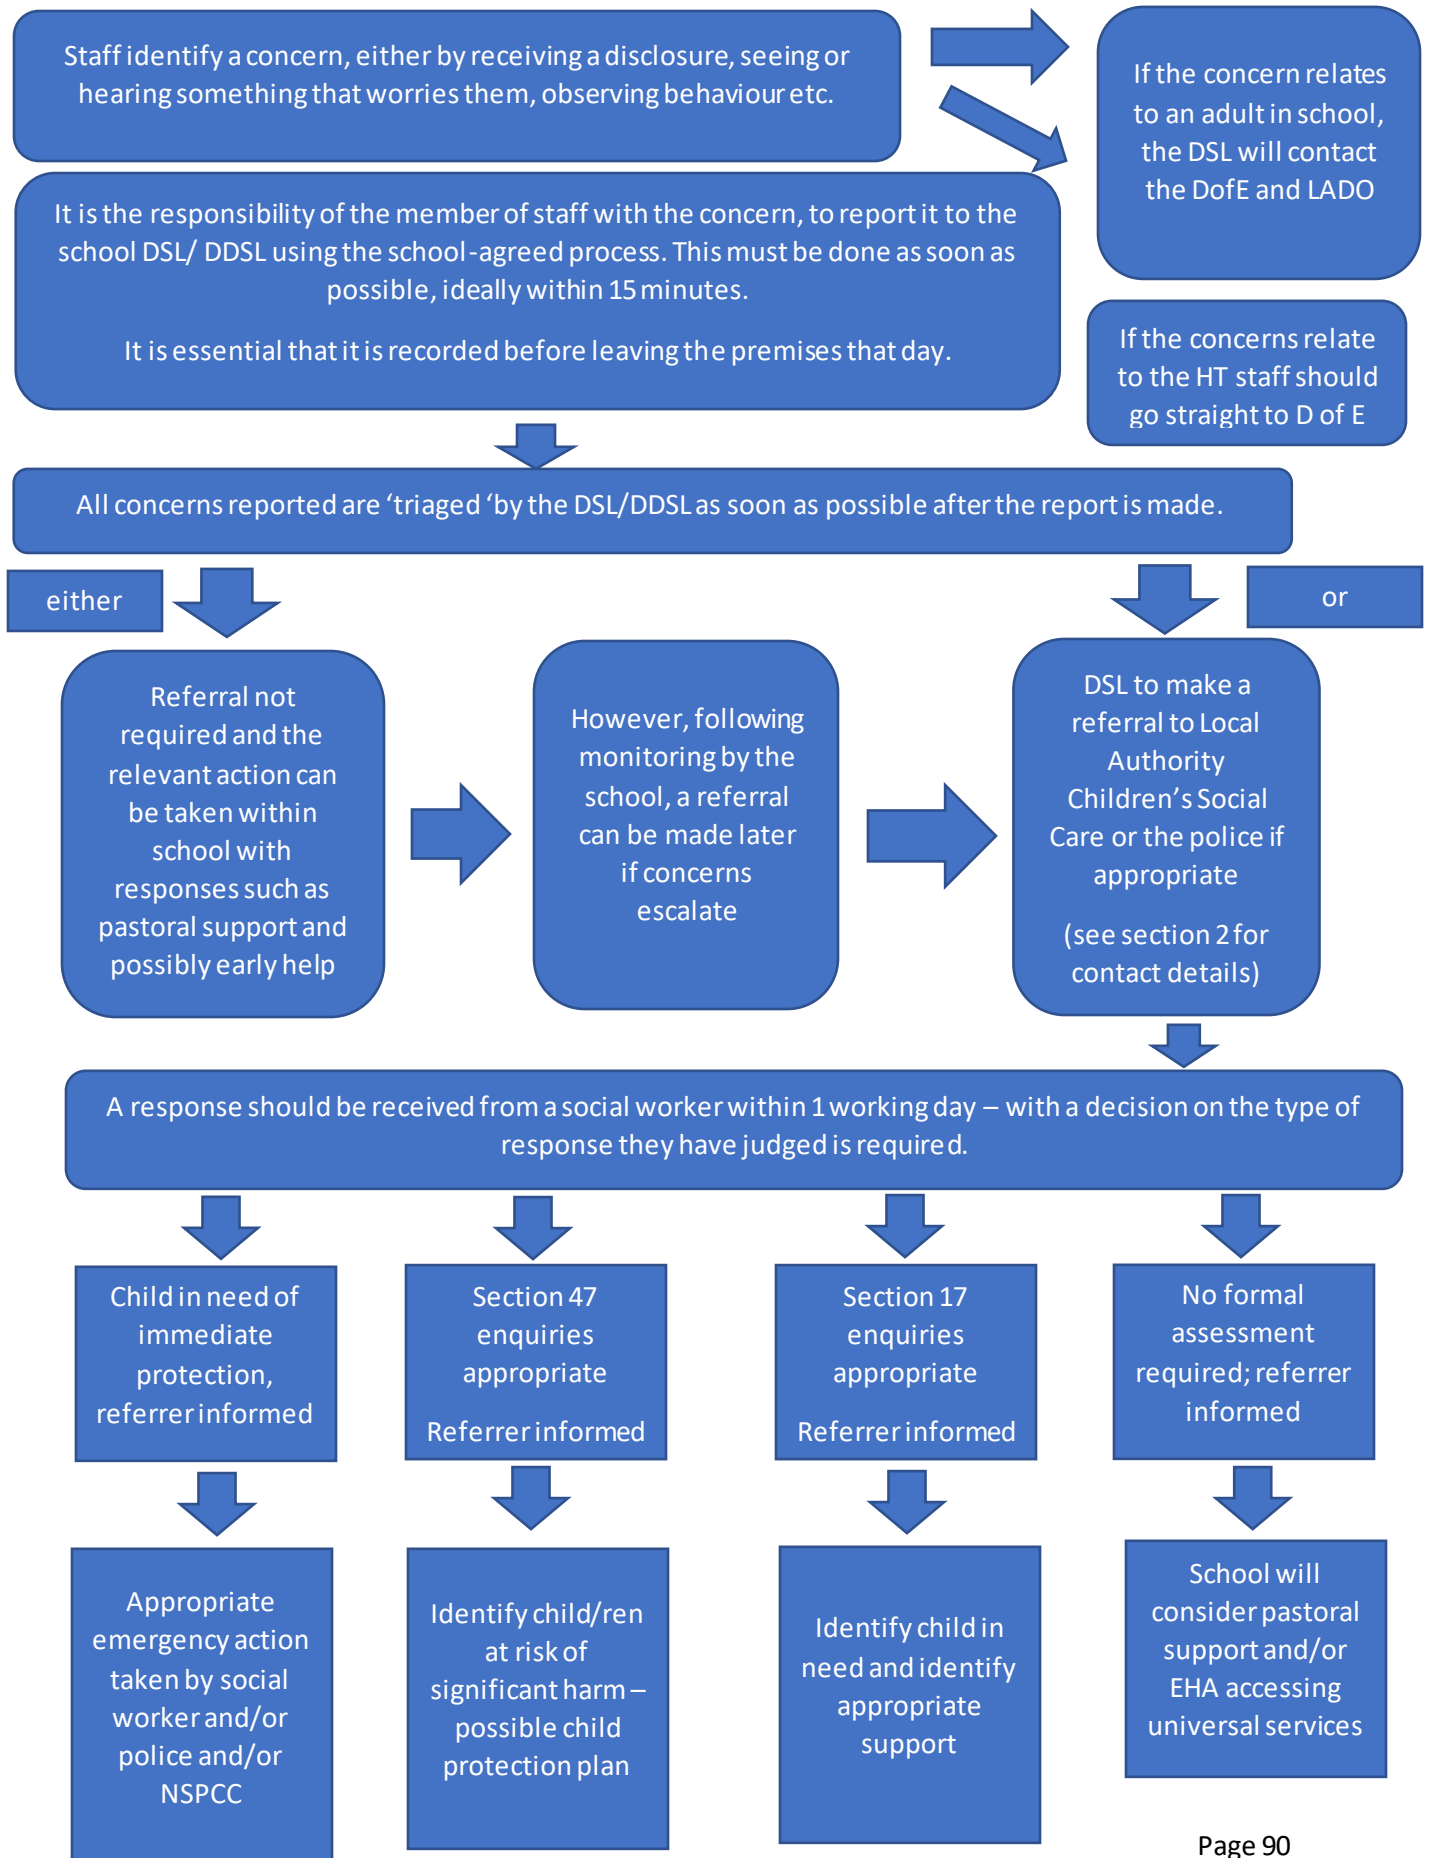 Staff identify a concern, either by receiving a disclosure, seeing or
hearing something that worries them, observing behaviour etc.
If the concern relates
to an adult in school,
the DSL will contact
the DofE and LADO
It is the responsibility of the member of staff with the concern, to report it to the
school DSL/ DDSL using the school-agreed process. This must be done as soon as
possible, ideally within 15 minutes.
It is essential that it is recorded before leaving the premises that day.
If the concerns relate
to the HT staff should
go straight to D of E
All concerns reported are ‘triaged ‘by the DSL/DDSL as soon as possible after the report is made.
either
or
Referral not
required and the
relevant action can
be taken within
school with
responses such as
pastoral support and
possibly early help
However, following
monitoring by the
school, a referral
can be made later
if concerns
escalate
DSL to make a
referral to Local
Authority
Children’s Social
Care or the police if
appropriate
(see section 2 for
contact details)
A response should be received from a social worker within 1 working day – with a decision on the type of
response they have judged is required.
Child in need of
immediate
protection,
referrer informed
Section 47
enquiries
appropriate
Referrer informed
Section 17
enquiries
appropriate
Referrer informed
No formal
assessment
required; referrer
informed
Appropriate
emergency action
taken by social
worker and/or
police and/or
NSPCC
Identify child/ren
at risk of
significant harm –
possible child
protection plan
Identify child in
need and identify
appropriate
support
School will
consider pastoral
support and/or
EHA accessing
universal services
Page 90